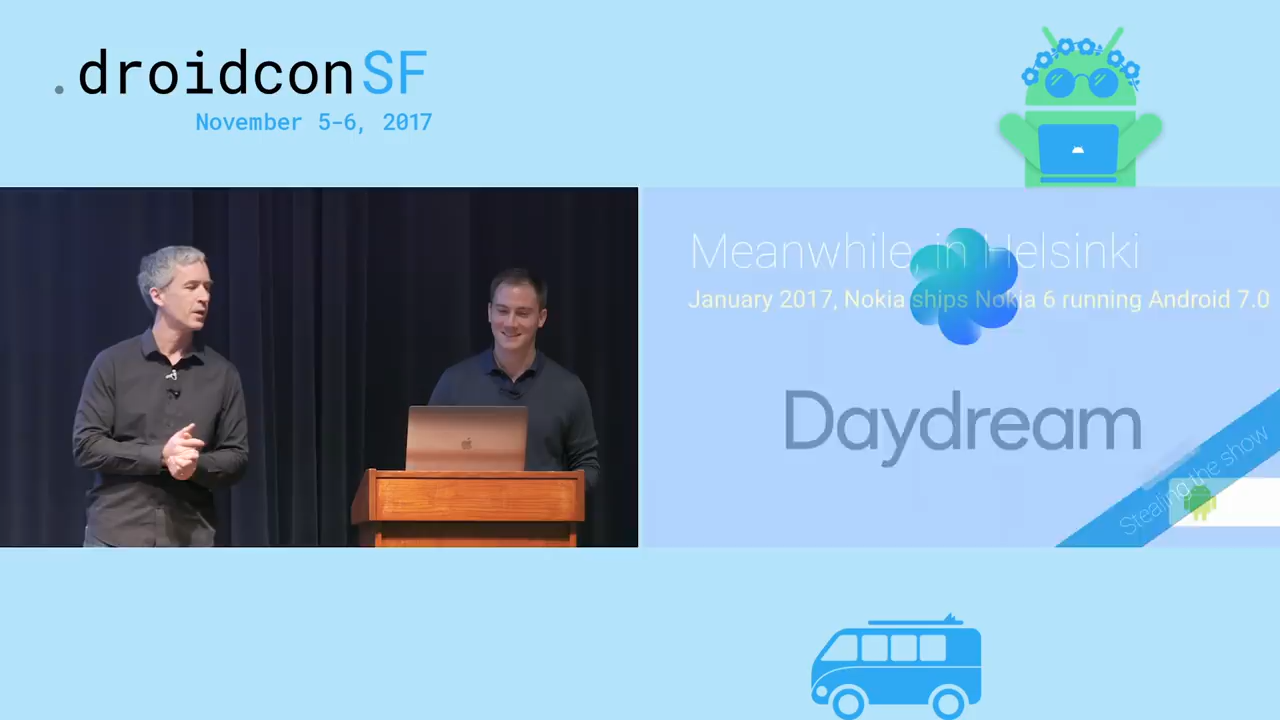 .droidconSF
November 5-6, 2017
Meanwhile, in Helsinki
January 2017, Nokia ships Nokia 6 running Android 7.0
Daydream
Stealing the show